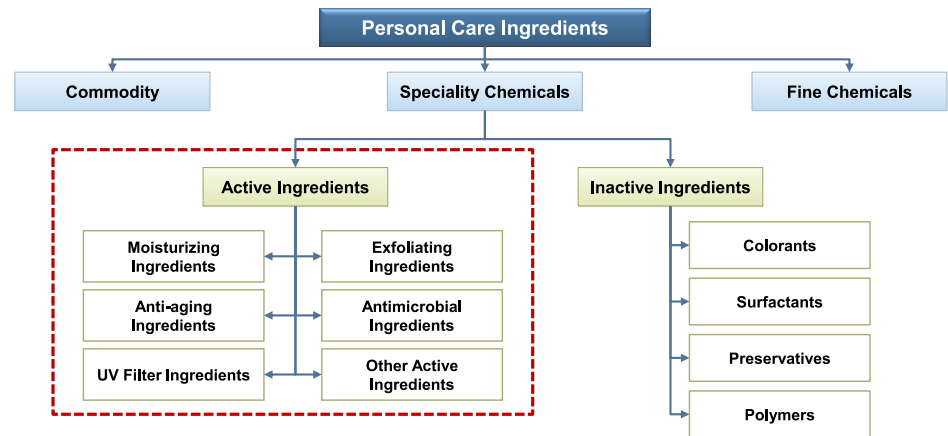 Personal Care Ingredients
Commodity
Speciality Chemicals
Fine Chemicals
Active Ingredients
Inactive Ingredients
Moisturizing
Ingredients
Exfoliating
Ingredients
Anti-aging
Ingredients
Antimicrobial
Ingredients
UV Filter Ingredients
Other Active
Ingredients
Colorants
Surfactants
Preservatives
Polymers